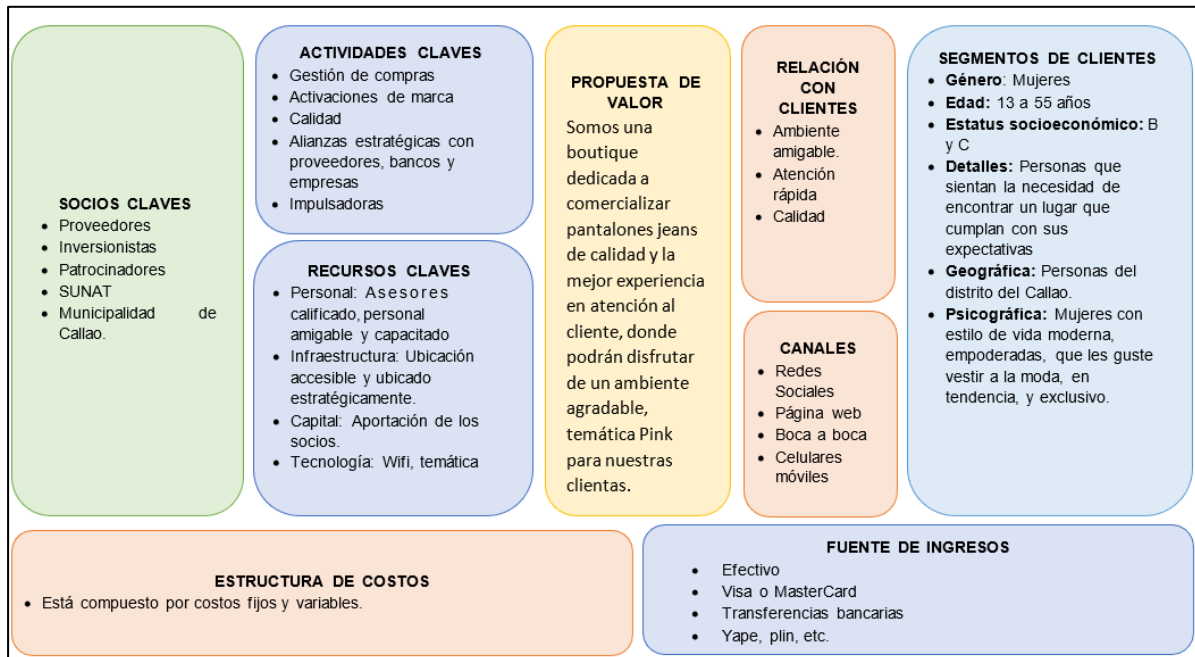 SOCIOS CLAVES
• Proveedores
• Inversionistas
• Patrocinadores
• SUNAT
• Municipalidad de
Callao.
ACTIVIDADES CLAVES
• Gestión de compras
• Activaciones de marca
• Calidad
• Alianzas estratégicas con
proveedores, bancos y
empresas
• Impulsadoras
RECURSOS CLAVES
• Personal: Asesores
calificado, personal
amigable y capacitado
• Infraestructura: Ubicación
accesible y ubicado
estratégicamente.
• Capital: Aportación de los
socios.
• Tecnología: Wifi, temática
PROPUESTA DE
VALOR
Somos una
boutique
dedicada a
comercializar
pantalones jeans
de calidad y la
mejor experiencia
en atención al
cliente, donde
podrán disfrutar
de un ambiente
agradable,
temática Pink
para nuestras
clientas.
RELACIÓN
CON
CLIENTES
• Ambiente
amigable.
• Atención
rápida
• Calidad
CANALES
• Redes
Sociales
• Página web
• Boca a boca
• Celulares
móviles
SEGMENTOS DE CLIENTES
• Género: Mujeres
• Edad: 13 a 55 años
• Estatus socioeconómico: B
y C
• Detalles: Personas que
sientan la necesidad de
encontrar un lugar que
cumplan con sus
expectativas
• Geográfica: Personas del
distrito del Callao.
• Psicográfica: Mujeres con
estilo de vida moderna,
empoderadas, que les guste
vestir a la moda, en
tendencia, y exclusivo.
ESTRUCTURA DE COSTOS
• Está compuesto por costos fijos y variables.
FUENTE DE INGRESOS
• Efectivo
• Visa o MasterCard
• Transferencias bancarias
• Yape, plin, etc.